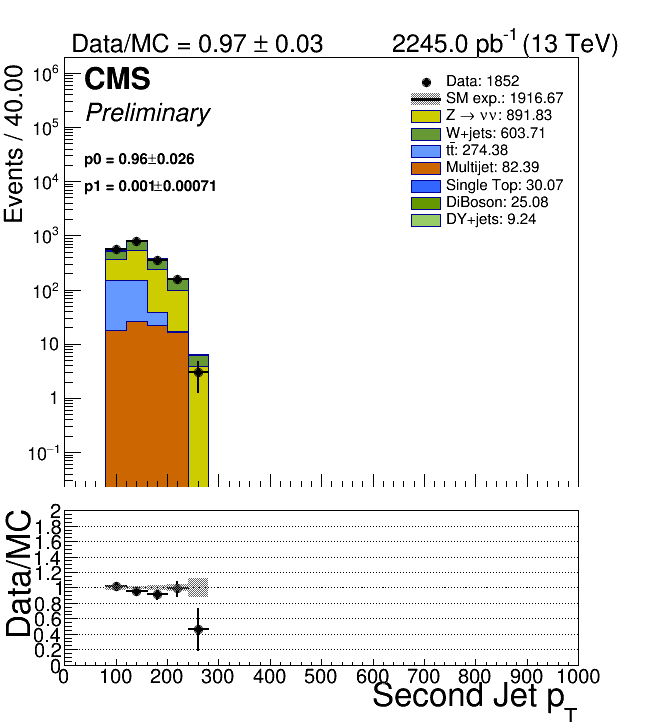 Data/MC = 0.97 ± 0.03 2245.0 pb⁻¹ (13 TeV)
CMS
Preliminary
p0 = 0.96±0.026
p1 = 0.001±0.00071
Data: 1852
SM exp.: 1916.67
Z → νν: 891.83
W+jets: 603.71
tt̄: 274.38
Multijet: 82.39
Single Top: 30.07
DiBoson: 25.08
DY+jets: 9.24
Events / 40.00
10⁶
10⁵
10⁴
10³
10²
10
1
10⁻¹
Data/MC
2
1.8
1.6
1.4
1.2
1
0.8
0.6
0.4
0.2
0
0 100 200 300 400 500 600 700 800 900 1000
Second Jet p_T